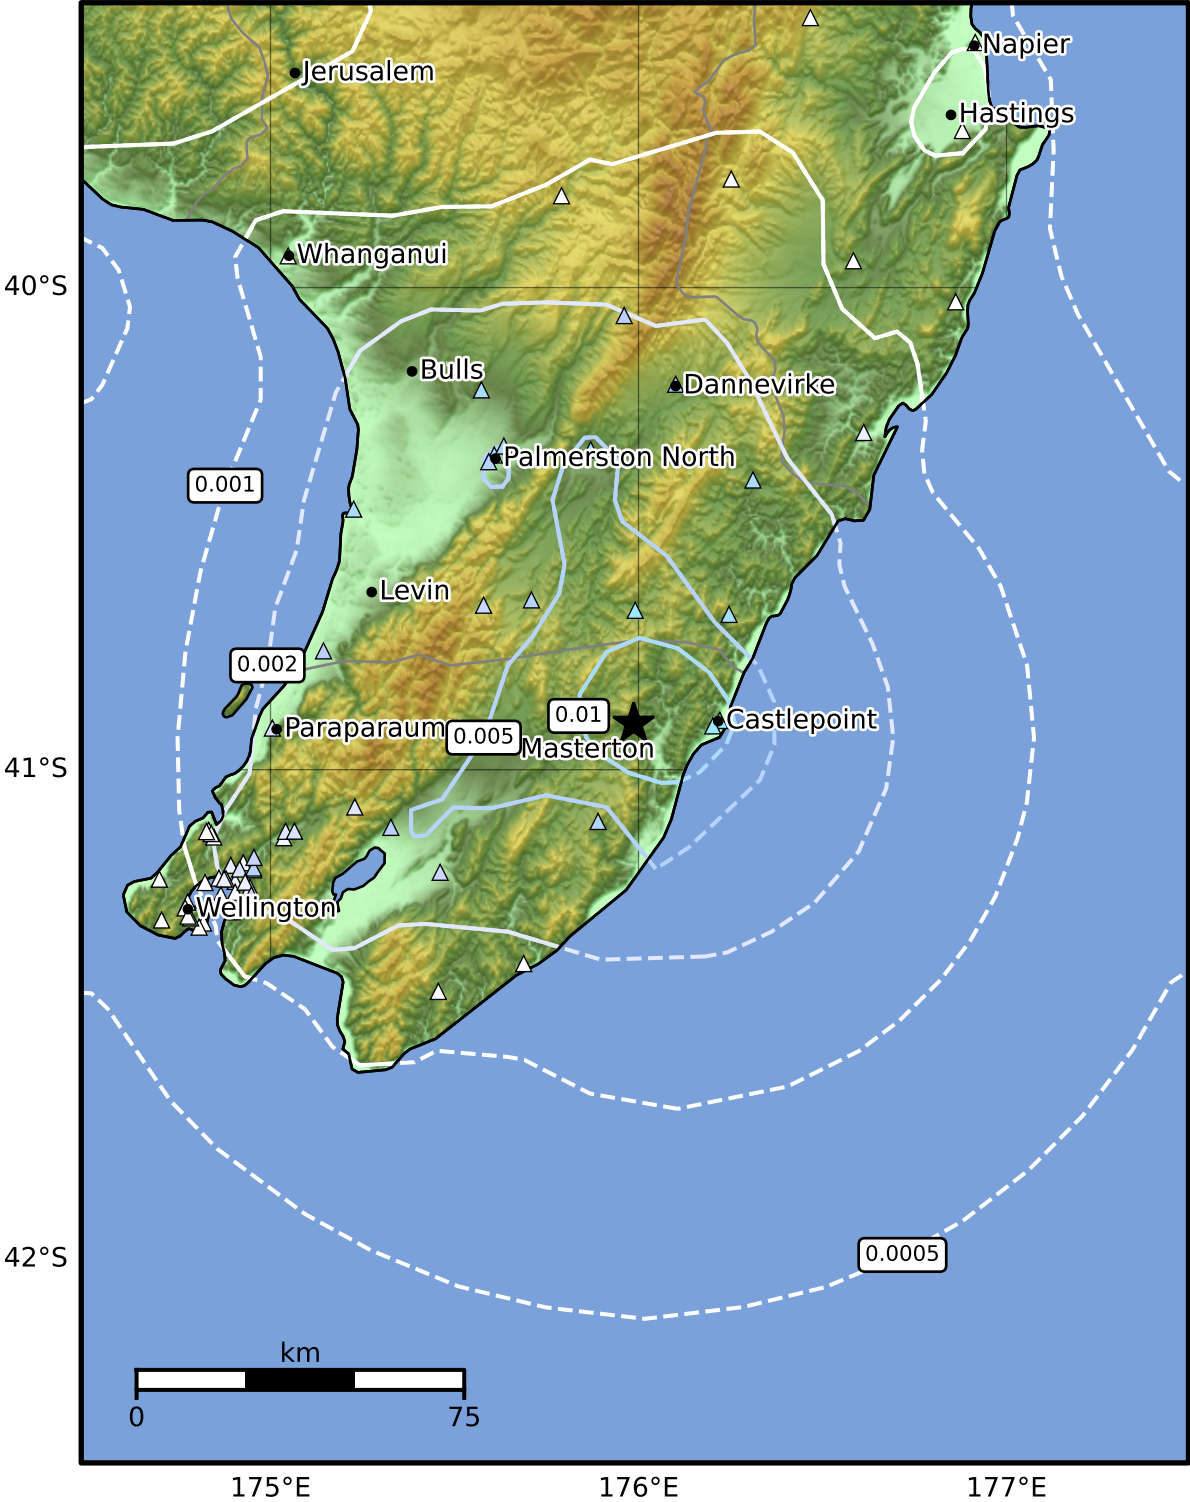 Napier
Jerusalem
Hastings
Whanganui
40°S
Bulls
Dannevirke
Palmerston North
0.001
Levin
0.002
0.01
Castlepoint
Paraparaum
0.005
Masterton
41°S
Wellington
42°S
0.0005
km
0
75
175°E
176°E
177°E